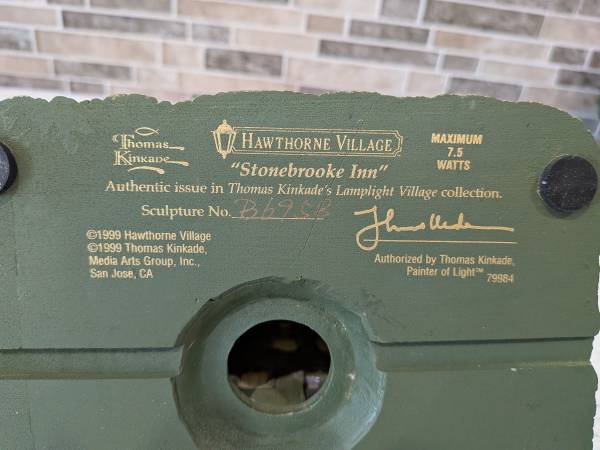 Thomas
Kinkade
HAWTHORNE VILLAGE
MAXIMUM
7.5
WATTS
"Stonebrooke Inn"
Authentic issue in Thomas Kinkade's Lamplight Village collection.
Sculpture No.
©1999 Hawthorne Village
©1999 Thomas Kinkade,
Media Arts Group, Inc.,
San Jose, CA
Authorized by Thomas Kinkade,
Painter of Light™
79984